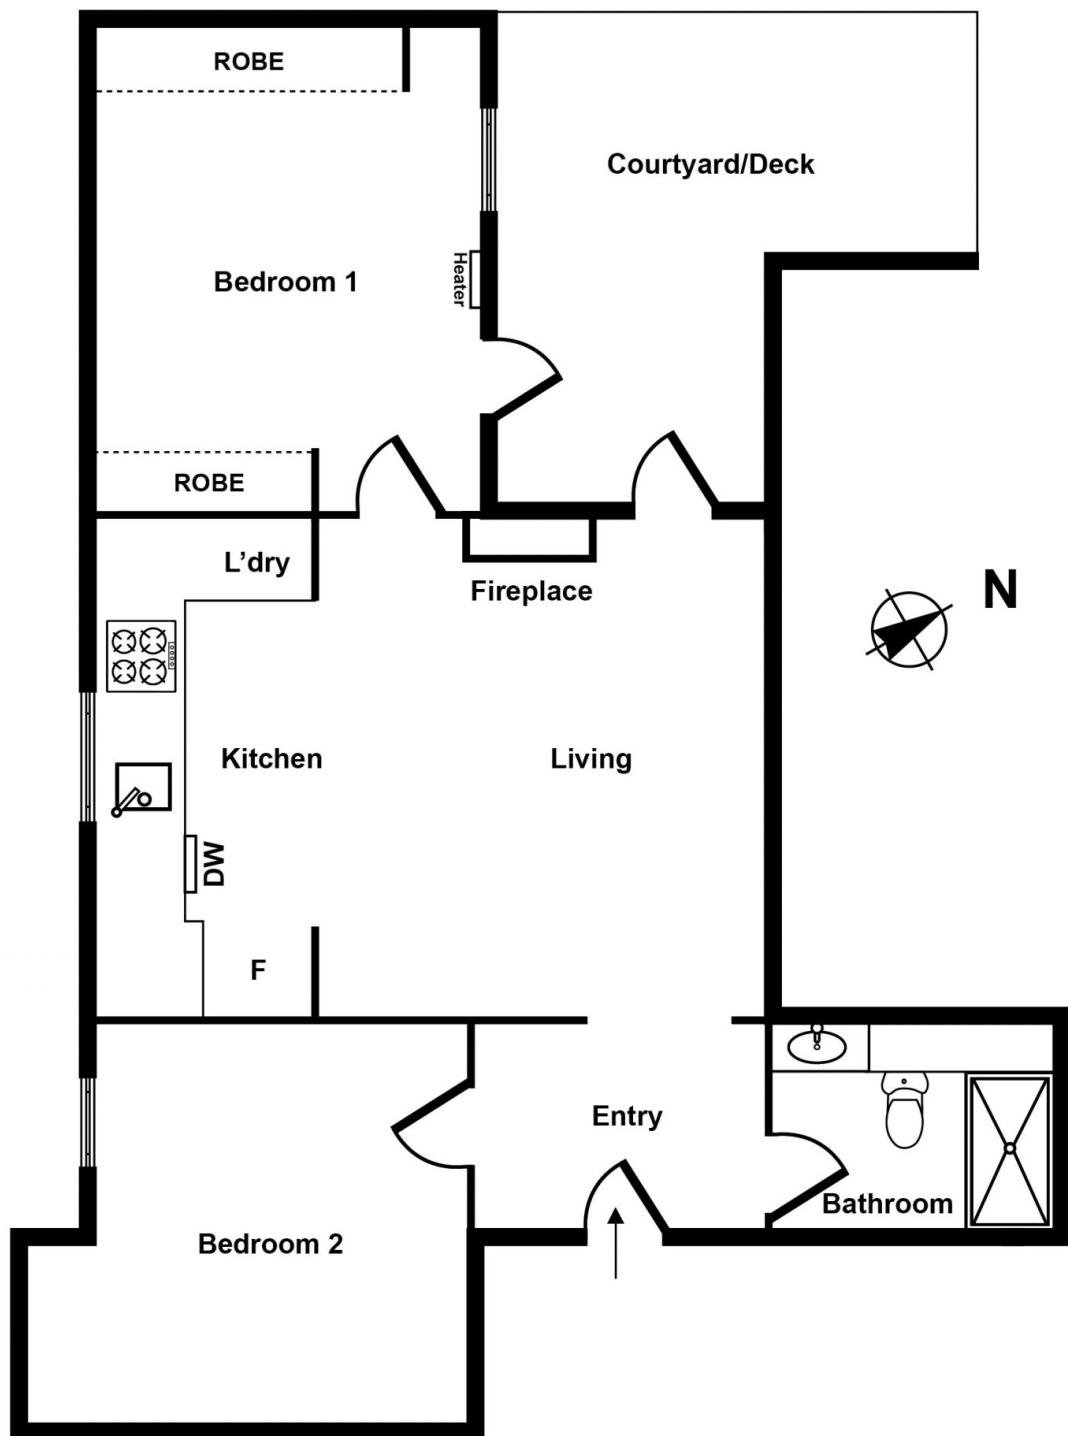 ROBE
Courtyard/Deck
Heater
Bedroom 1
ROBE
L'dry
Fireplace
N
Kitchen
Living
DW
F
Entry
Bathroom
Bedroom 2